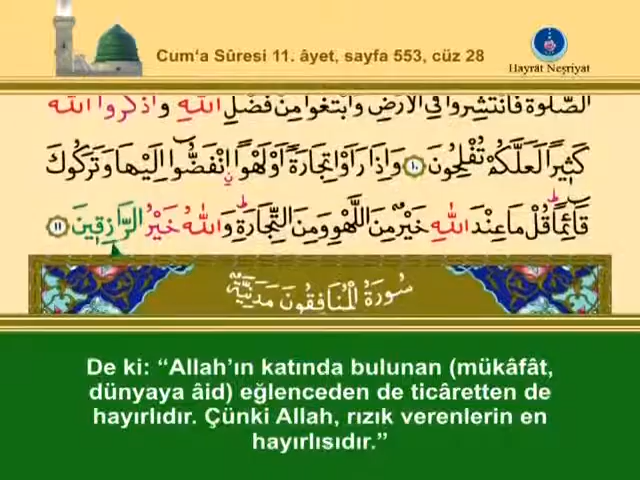 Cum‘a Sûresi 11. âyet, sayfa 553, cüz 28
Hayrât Neşriyat
الصَّلٰوةُ فَانْتَشِرُوا فِى الْاَرْضِ وَابْتَغُوا مِنْ فَضْلِ اللّٰهِ وَاذْكُرُوا اللّٰهَ
كَثٖيرًا لَعَلَّكُمْ تُفْلِحُونَ ﴿١٠﴾ وَاِذَا رَاَوْا تِجَارَةً اَوْ لَهْوًا انْفَضُّوا اِلَيْهَا وَتَرَكُوكَ
قَٓائِمًا قُلْ مَا عِنْدَ اللّٰهِ خَيْرٌ مِنَ اللَّهْوِ وَمِنَ التِّجَارَةِ وَاللّٰهُ خَيْرُ الرَّازِقٖينَ ﴿١١﴾
سُورَةُ الْمُنَافِقُونَ مَدَنِيَّةٌ
De ki: “Allah’ın katında bulunan (mükâfât,
dünyaya âid) eğlenceden de ticâretten de
hayırlıdır. Çünki Allah, rızık verenlerin en
hayırlısıdır.”